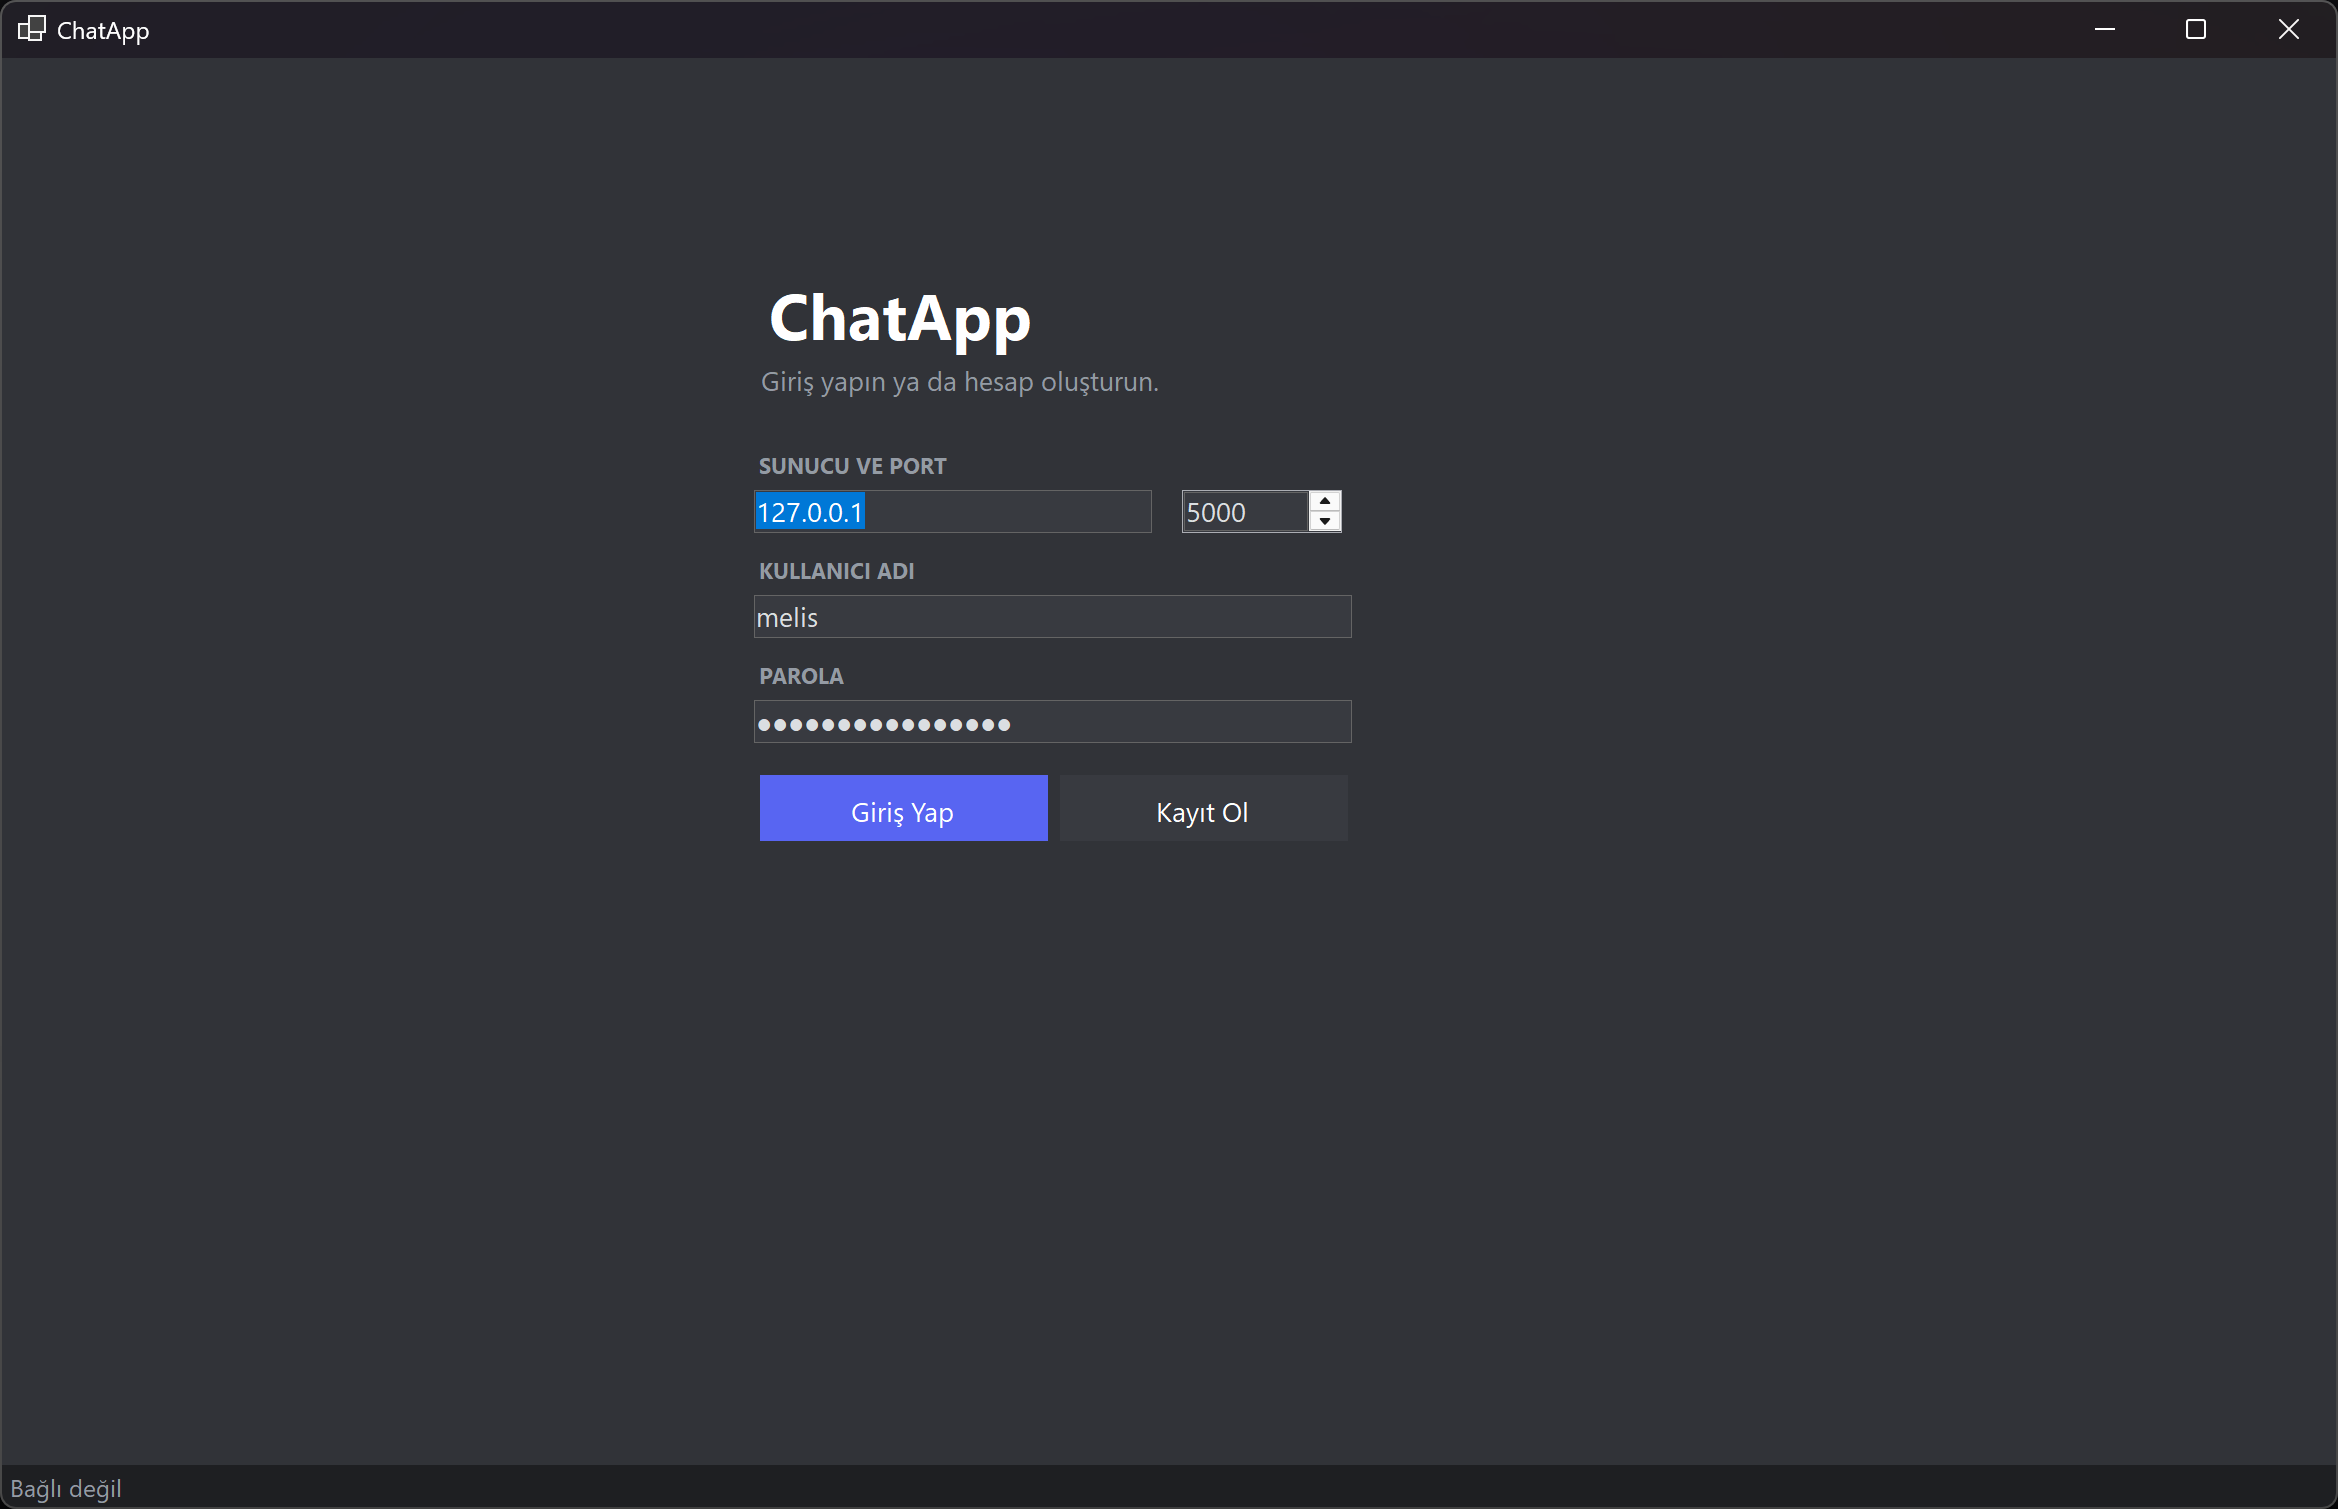 ChatApp
ChatApp
Giriş yapın ya da hesap oluşturun.
SUNUCU VE PORT
127.0.0.1 5000
KULLANICI ADI
melis
PAROLA
●●●●●●●●●●●●●●●●
Giriş Yap Kayıt Ol
Bağlı değil